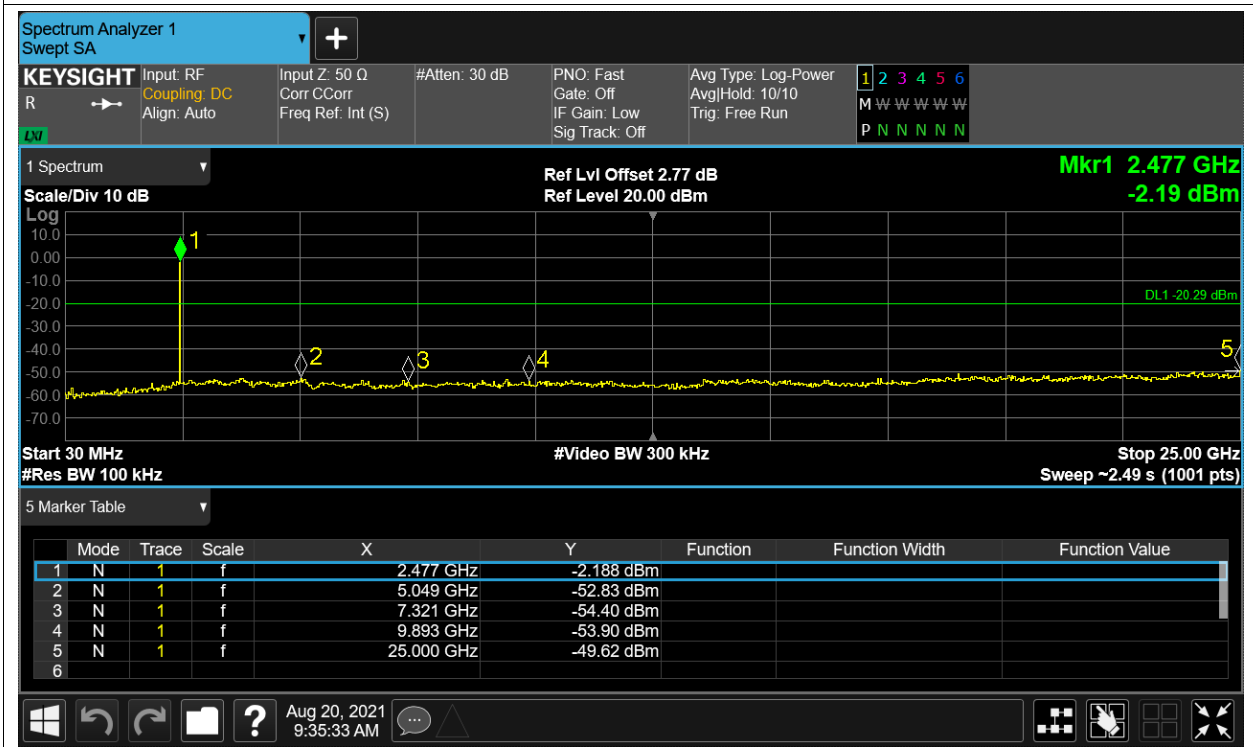 Spectrum Analyzer 1
Swept SA
+
KEYSIGHT Input: RF Input Z: 50 Ω #Atten: 30 dB PNO: Fast Avg Type: Log-Power 1 2 3 4 5 6
R Coupling: DC Corr CCorr Gate: Off Avg|Hold: 10/10 M W W W W W
Align: Auto Freq Ref: Int (S) IF Gain: Low Trig: Free Run
LXI Sig Track: Off P N N N N N
1 Spectrum Ref Lvl Offset 2.77 dB Mkr1 2.477 GHz
Scale/Div 10 dB Ref Level 20.00 dBm -2.19 dBm
Log
10.0 1
0.00
-10.0
-20.0 DL1 -20.29 dBm
-30.0
-40.0 2 3 4 5
-50.0
-60.0
-70.0
Start 30 MHz #Video BW 300 kHz Stop 25.00 GHz
#Res BW 100 kHz Sweep ~2.49 s (1001 pts)
5 Marker Table
Mode Trace Scale X Y Function Function Width Function Value
1 N 1 f 2.477 GHz -2.188 dBm
2 N 1 f 5.049 GHz -52.83 dBm
3 N 1 f 7.321 GHz -54.40 dBm
4 N 1 f 9.893 GHz -53.90 dBm
5 N 1 f 25.000 GHz -49.62 dBm
6
? Aug 20, 2021
9:35:33 AM